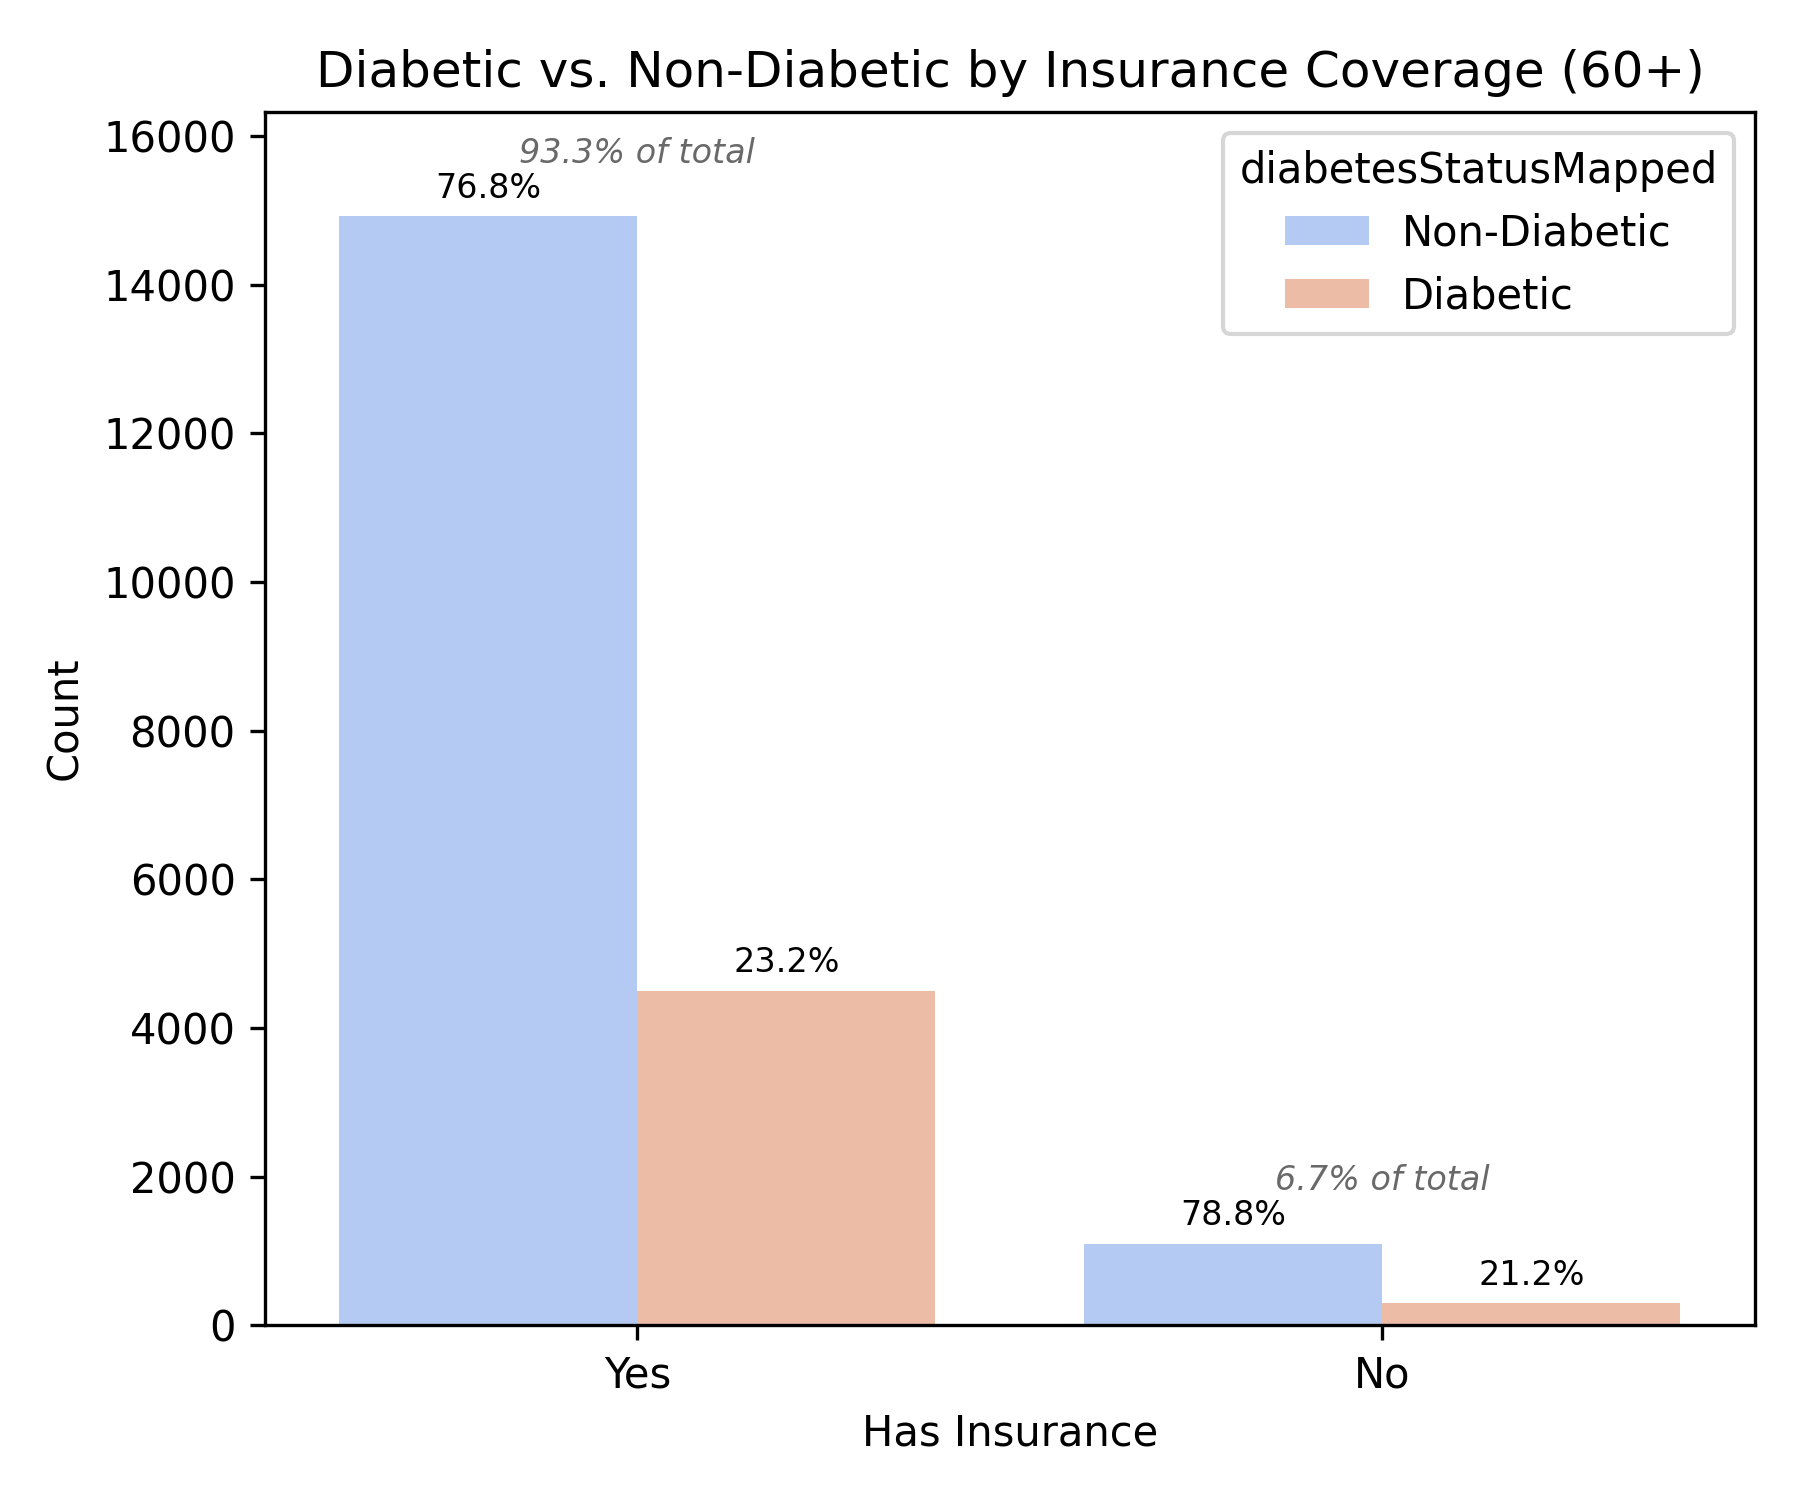 Diabetic vs. Non-Diabetic by Insurance Coverage (60+)
16000
14000
12000
10000
8000
6000
4000
2000
0
Count
93.3% of total
76.8%
23.2%
6.7% of total
78.8%
21.2%
diabetesStatusMapped
Non-Diabetic
Diabetic
Yes
No
Has Insurance